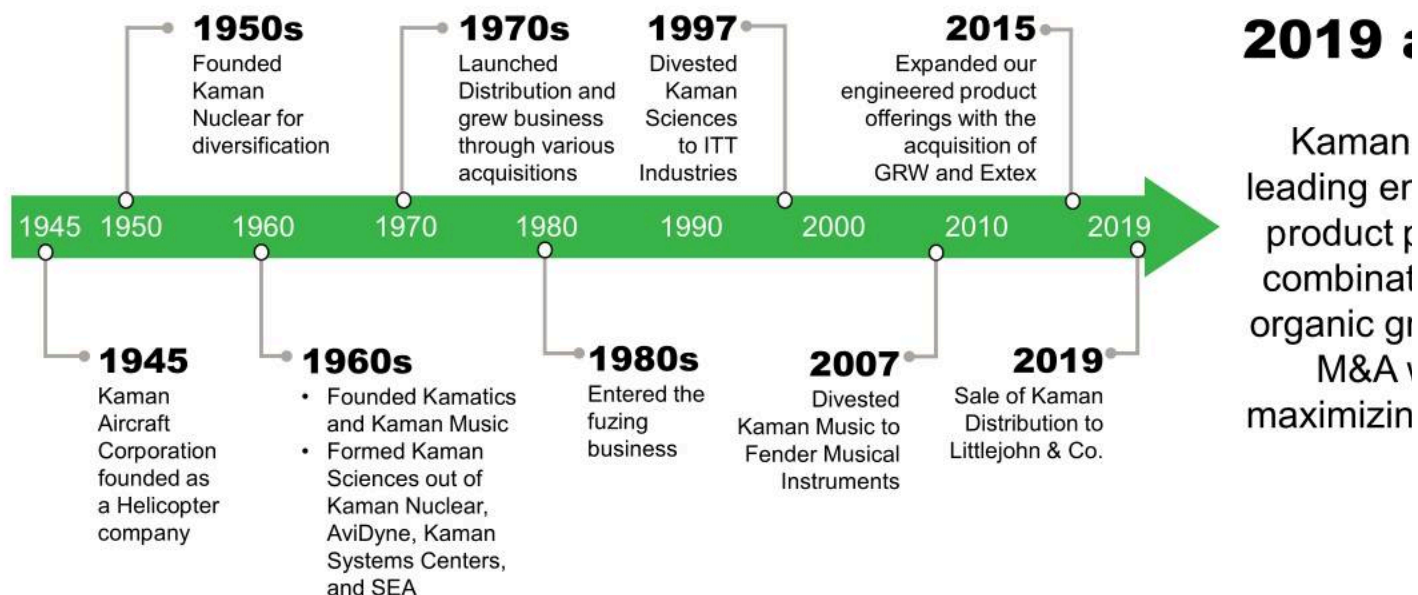 1950s
Founded
Kaman
Nuclear for
diversification
1970s
Launched
Distribution and
grew business
through various
acquisitions
1997
Divested
Kaman
Sciences
to ITT
Industries
2015
Expanded our
engineered product
offerings with the
acquisition of
GRW and Extex
1945 1950 1960 1970 1980 1990 2000 2010 2019
1945
Kaman
Aircraft
Corporation
founded as
a Helicopter
company
1960s
• Founded Kamatics
and Kaman Music
• Formed Kaman
Sciences out of
Kaman Nuclear,
AviDyne, Kaman
Systems Centers,
and SEA
1980s
Entered the
fuzing
business
2007
Divested
Kaman Music to
Fender Musical
Instruments
2019
Sale of Kaman
Distribution to
Littlejohn & Co.
2019
Kaman
leading
product
organic
M&A